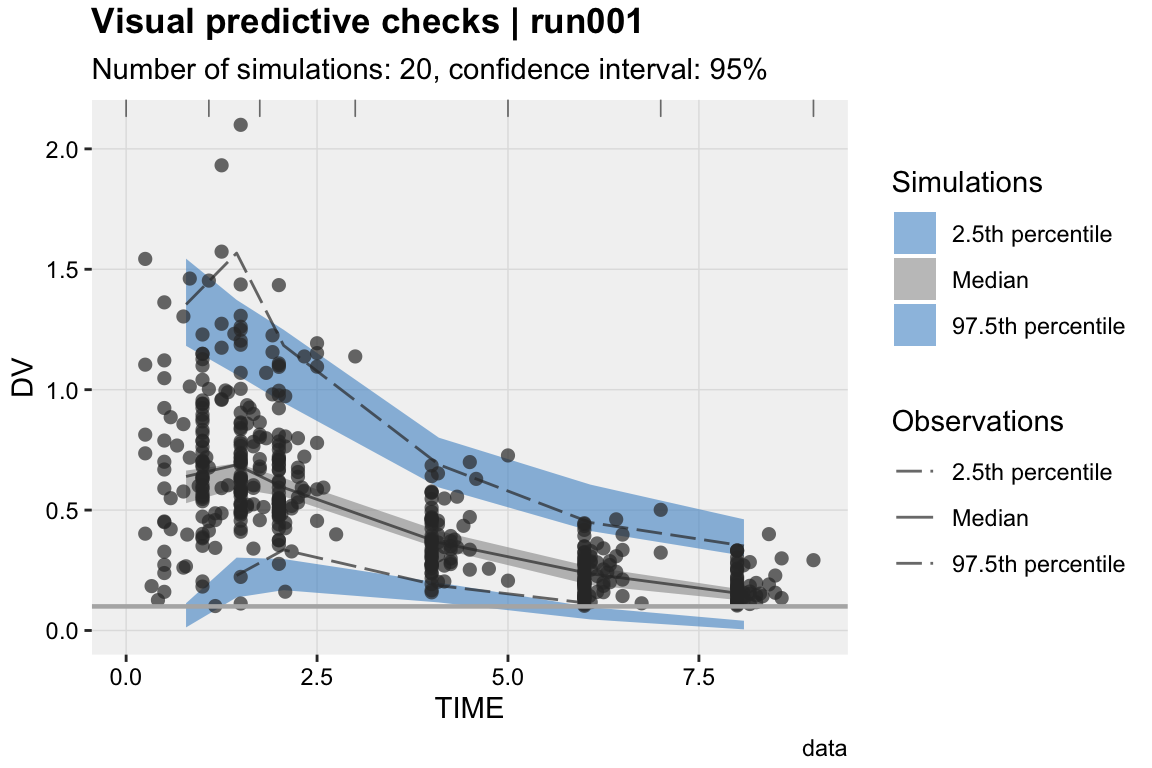 Visual predictive checks | run001
Number of simulations: 20, confidence interval: 95%
DV
2.0
1.5
1.0
0.5
0.0
0.0 2.5 5.0 7.5
TIME
Simulations
2.5th percentile
Median
97.5th percentile
Observations
2.5th percentile
Median
97.5th percentile
data